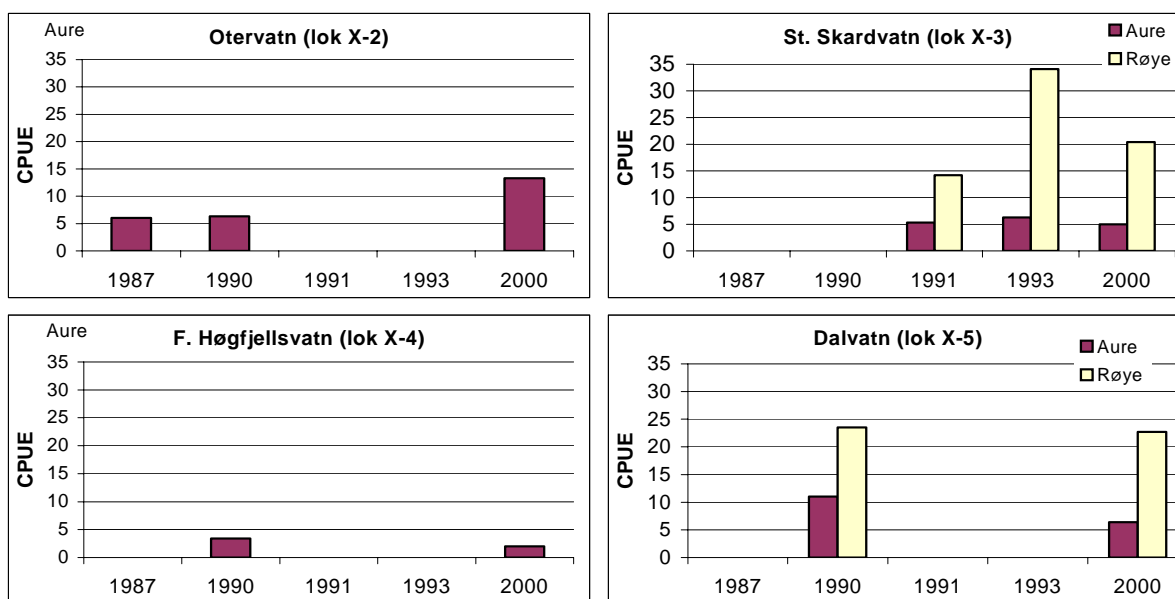 Aure
Otervatn (lok X-2)
35
30
25
20
15
10
5
0
CPUE
1987 1990 1991 1993 2000
St. Skardvatn (lok X-3)
Aure
Røye
35
30
25
20
15
10
5
0
CPUE
1987 1990 1991 1993 2000
Aure
F. Høgfjellsvatn (lok X-4)
35
30
25
20
15
10
5
0
CPUE
1987 1990 1991 1993 2000
Dalvatn (lok X-5)
Aure
Røye
35
30
25
20
15
10
5
0
CPUE
1987 1990 1991 1993 2000